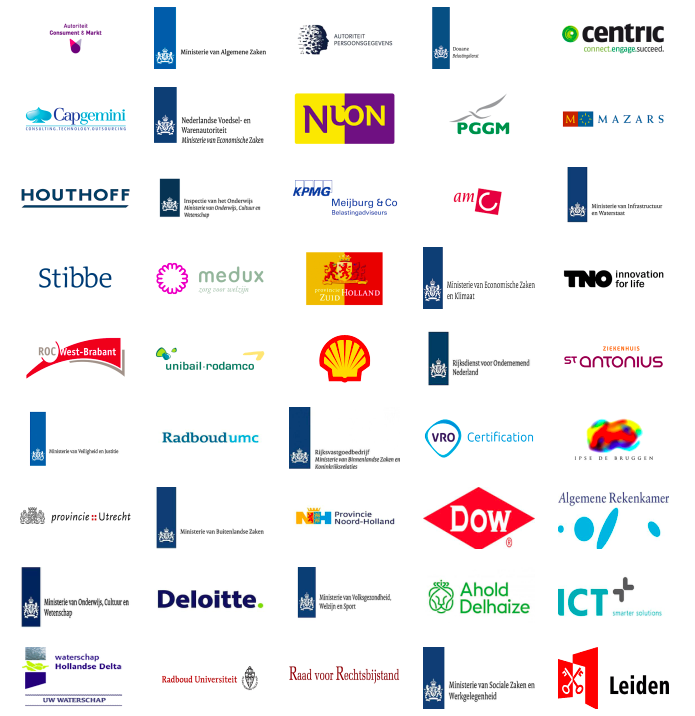 Autoriteit
Consument & Markt
Ministerie van Algemene Zaken
AUTORITEIT
PERSOONSGEGEVENS
Douane
Belastingdienst
centric
connect.engage.succeed.
Capgemini
CONSULTING.TECHNOLOGY.OUTSOURCING
Nederlandse Voedsel- en
Warenautoriteit
Ministerie van Economische Zaken
NUON
PGGM
M MAZARS
HOUTHOFF
Inspectie van het Onderwijs
Ministerie van Onderwijs, Cultuur en
Wetenschap
KPMG
Meijburg & Co
Belastingadviseurs
amc
Ministerie van Infrastructuur
en Waterstaat
Stibbe
medux
zorg voor welzijn
provincie HOLLAND
ZUID
Ministerie van Economische Zaken
en Klimaat
TNO innovation
for life
ROC West-Brabant
unibail·rodamco
Rijksdienst voor Ondernemend
Nederland
ZIEKENHUIS
ST ANTONIUS
Ministerie van Veiligheid en Justitie
Radboudumc
Rijksvastgoedbedrijf
Ministerie van Binnenlandse Zaken en
Koninkrijksrelaties
VRO Certification
IPSE DE BRUGGEN
provincie :: Utrecht
Ministerie van Buitenlandse Zaken
NH Provincie
Noord-Holland
DOW
®
Algemene Rekenkamer
Ministerie van Onderwijs, Cultuur en
Wetenschap
Deloitte.
Ministerie van Volksgezondheid,
Welzijn en Sport
Ahold
Delhaize
ICT
smarter solutions
waterschap
Hollandse Delta
UW WATERSCHAP
Radboud Universiteit
Raad voor Rechtsbijstand
Ministerie van Sociale Zaken en
Werkgelegenheid
Leiden